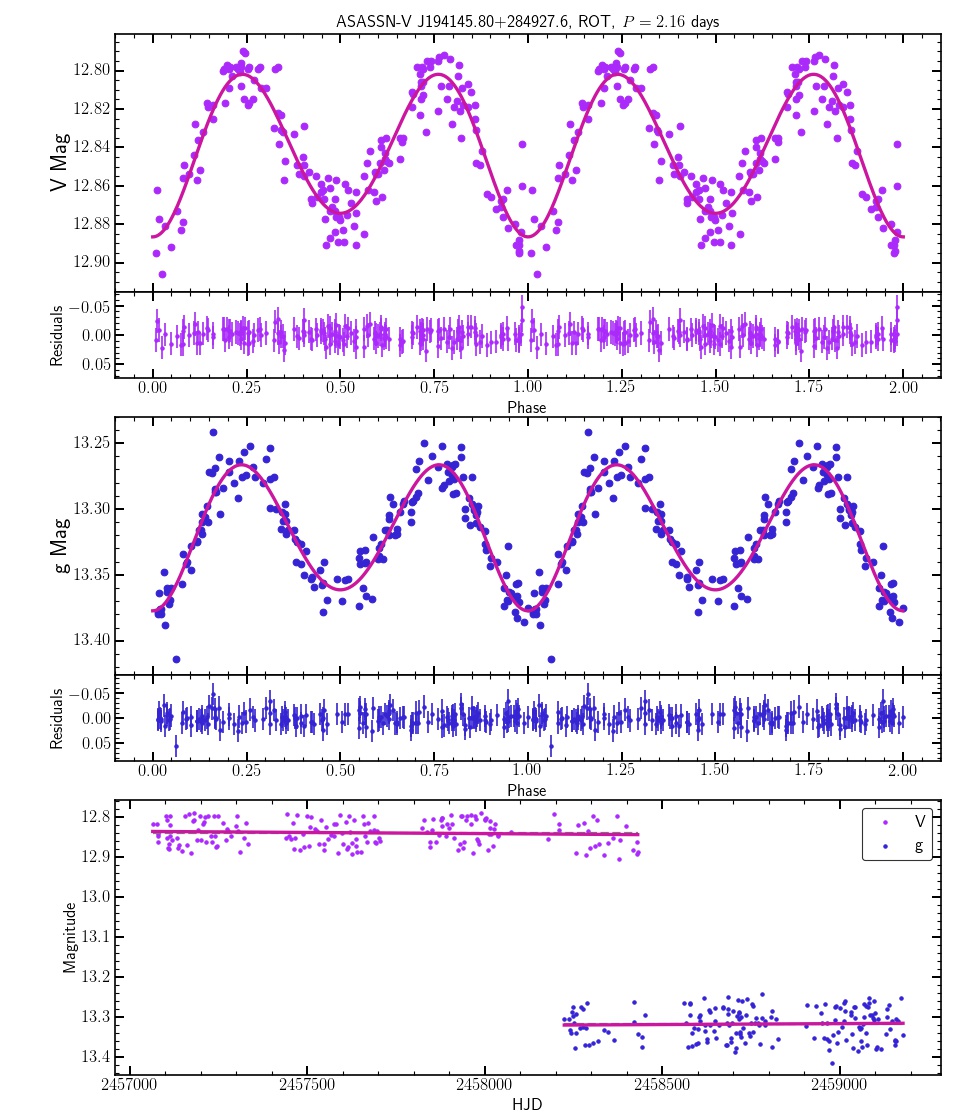 ASASSN-V J194145.80+284927.6, ROT, P = 2.16 days
12.80
12.82
12.84
12.86
12.88
12.90
V Mag
−0.05
0.00
0.05
Residuals
0.00 0.25 0.50 0.75 1.00 1.25 1.50 1.75 2.00
Phase
13.25
13.30
13.35
13.40
g Mag
−0.05
0.00
0.05
Residuals
0.00 0.25 0.50 0.75 1.00 1.25 1.50 1.75 2.00
Phase
12.8
12.9
13.0
13.1
13.2
13.3
13.4
Magnitude
V
g
2457000 2457500 2458000 2458500 2459000
HJD